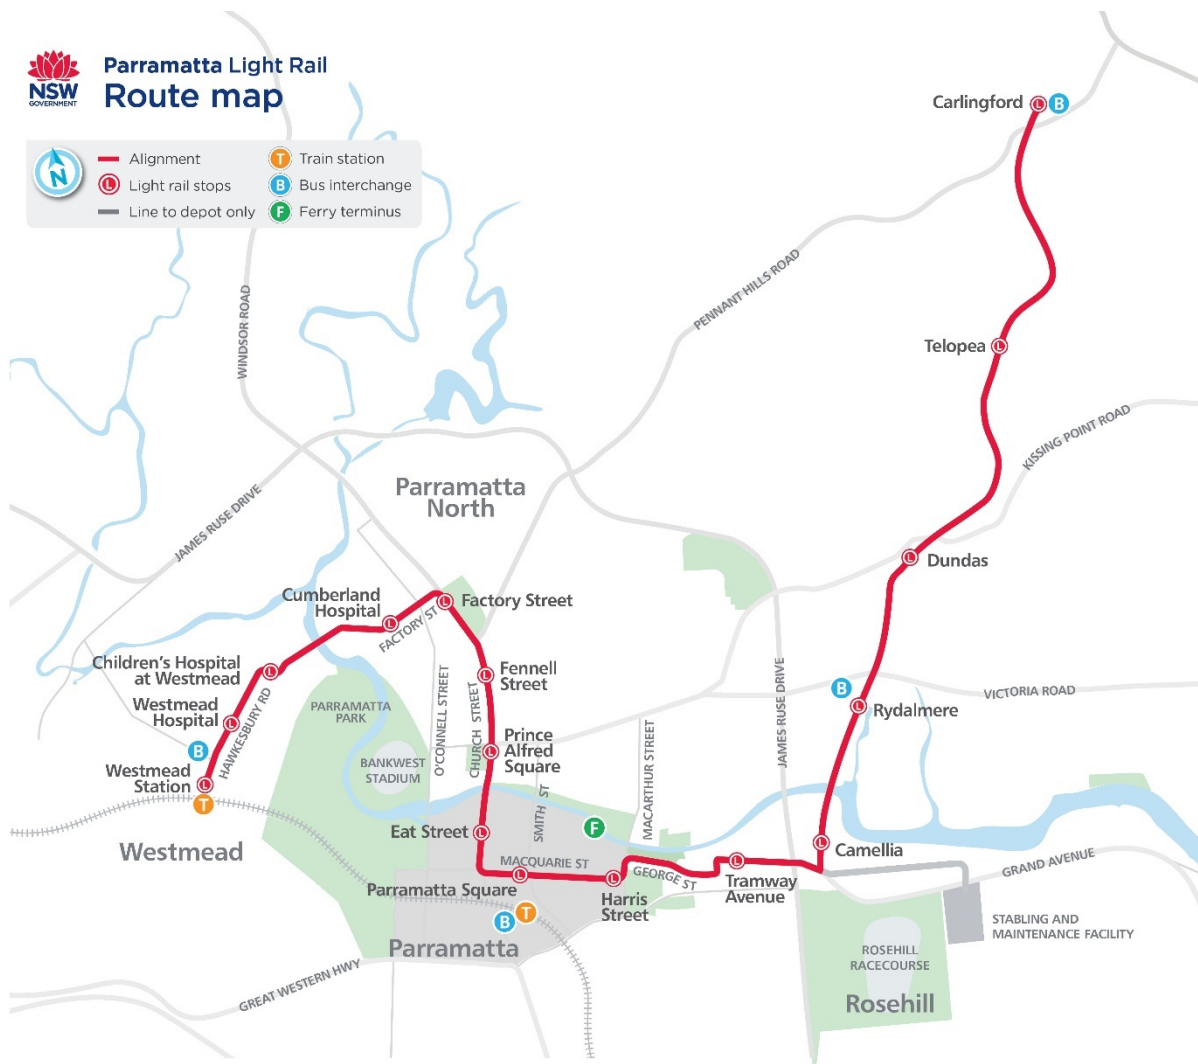 Parramatta Light Rail
Route map
NSW
GOVERNMENT
N
Alignment
L Light rail stops
Line to depot only
T Train station
B Bus interchange
F Ferry terminus
Carlingford L B
WINDSOR ROAD
PENNANT HILLS ROAD
Telopea L
KISSING POINT ROAD
JAMES RUSE DRIVE
Parramatta
North
L Dundas
Cumberland
Hospital L
FACTORY ST
L Factory Street
Children's Hospital
at Westmead L
L Fennell
Street
Westmead
Hospital L
HAWKESBURY RD
PARRAMATTA
PARK
O'CONNELL STREET
CHURCH STREET
JAMES RUSE DRIVE
VICTORIA ROAD
B
L Rydalmere
B
Westmead
Station L
T
BANKWEST
STADIUM
L Prince
Alfred
Square
SMITH ST
MACARTHUR STREET
Westmead
Eat Street L
F
L Camellia
MACQUARIE ST
GEORGE ST
GRAND AVENUE
Parramatta Square L
L
Harris
Street
L
Tramway
Avenue
B T
Parramatta
STABLING AND
MAINTENANCE FACILITY
ROSEHILL
RACECOURSE
GREAT WESTERN HWY
Rosehill